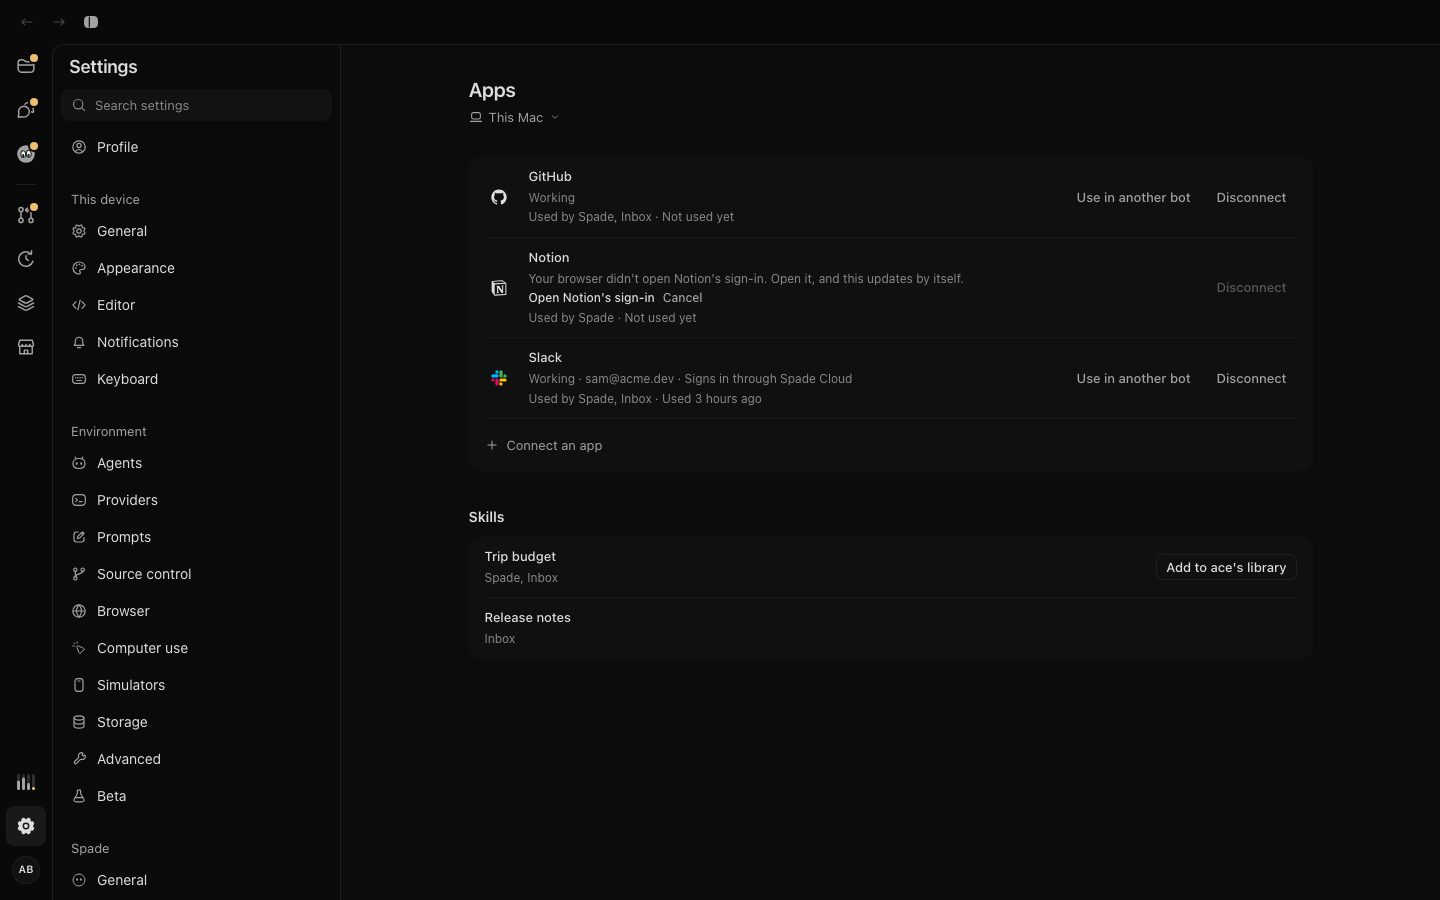 Settings
Search settings
Profile
This device
General
Appearance
Editor
Notifications
Keyboard
Environment
Agents
Providers
Prompts
Source control
Browser
Computer use
Simulators
Storage
Advanced
Beta
Spade
General
AB
Apps
This Mac
GitHub
Working
Used by Spade, Inbox · Not used yet
Use in another bot
Disconnect
Notion
Your browser didn't open Notion's sign-in. Open it, and this updates by itself.
Open Notion's sign-in Cancel
Used by Spade · Not used yet
Disconnect
Slack
Working · sam@acme.dev · Signs in through Spade Cloud
Used by Spade, Inbox · Used 3 hours ago
Use in another bot
Disconnect
Connect an app
Skills
Trip budget
Spade, Inbox
Add to ace's library
Release notes
Inbox